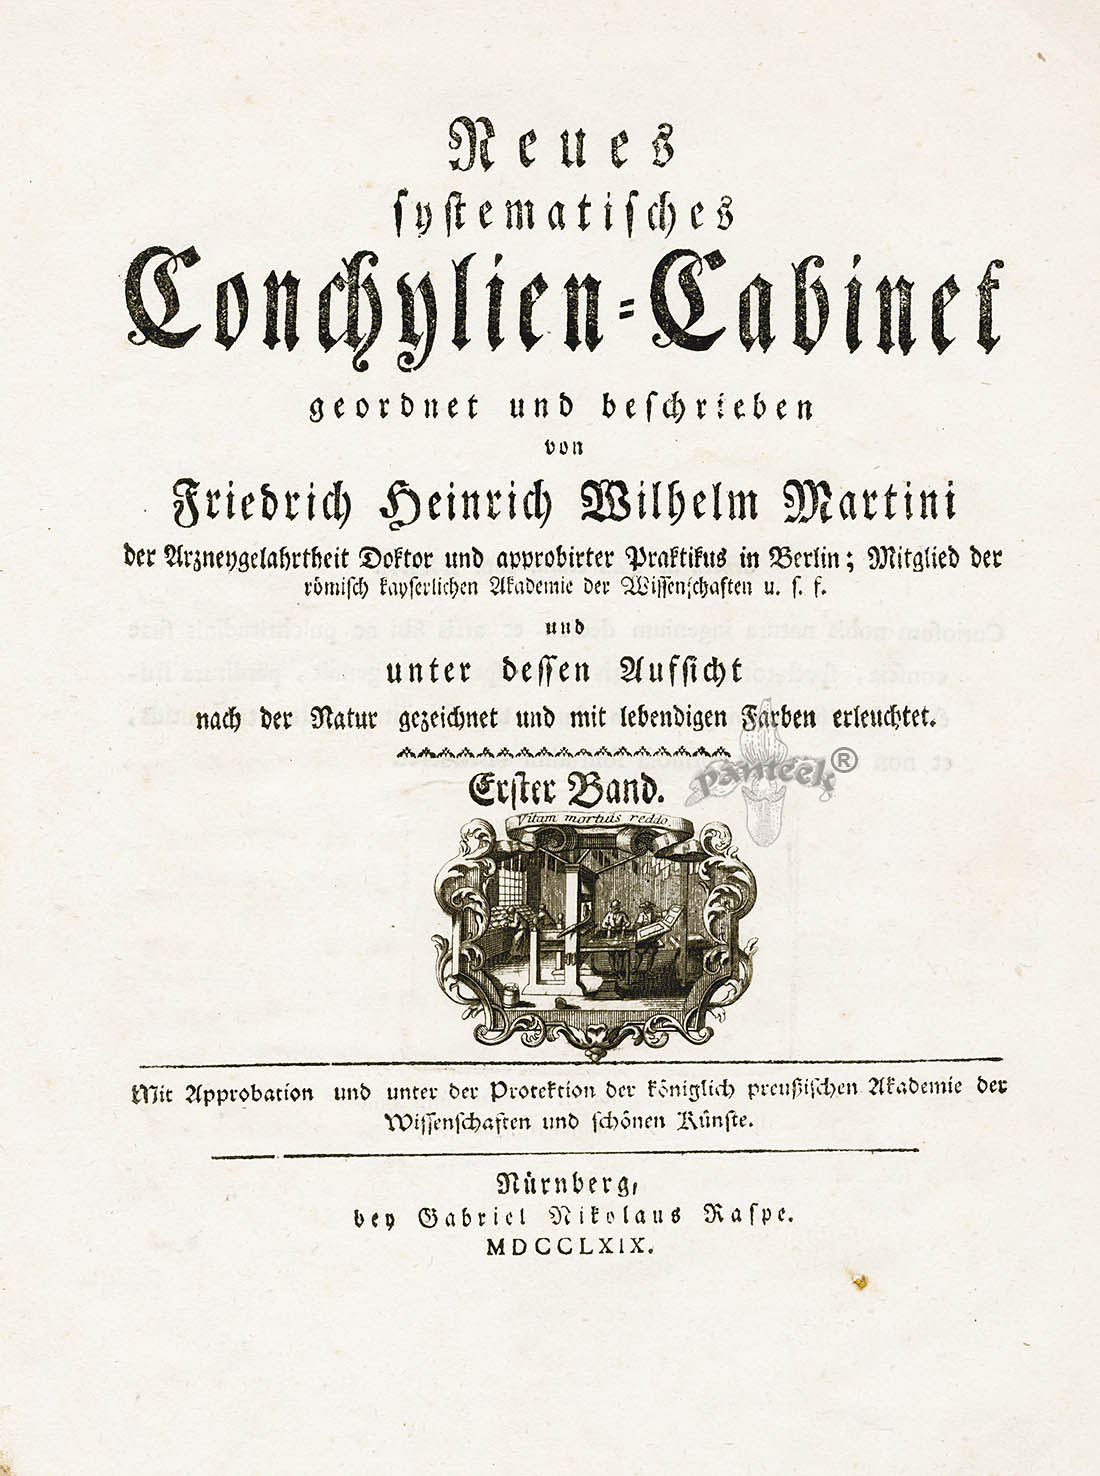 Neues
systematisches
Conchylien-Cabinet
geordnet und beschrieben
von
Friedrich Heinrich Wilhelm Martini
der Arzneygelahrtheit Doktor und approbirter Praktikus in Berlin; Mitglied der
römisch kayserlichen Akademie der Wissenschaften u. s. f.
und
unter dessen Aufsicht
nach der Natur gezeichnet und mit lebendigen Farben erleuchtet.
panteek®
Erster Band.
Vitam mortuis reddo.
Mit Approbation und unter der Protektion der königlich preußischen Akademie der
Wissenschaften und schönen Künste.
Nürnberg,
bey Gabriel Nikolaus Raspe.
MDCCLXIX.